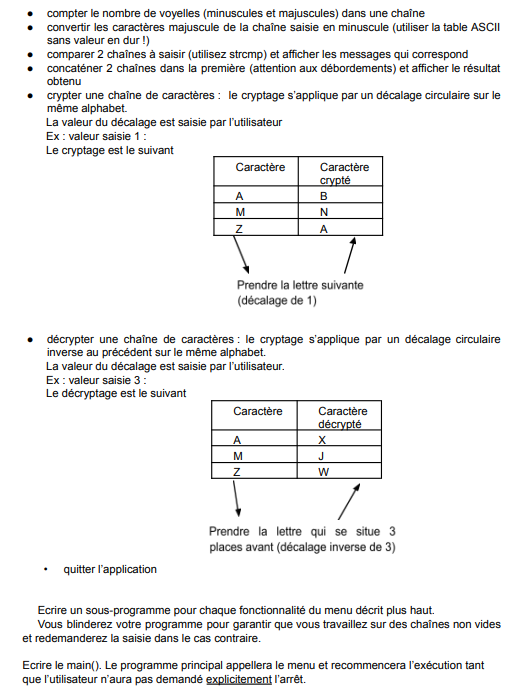 • compter le nombre de voyelles (minuscules et majuscules) dans une chaîne
• convertir les caractères majuscule de la chaîne saisie en minuscule (utiliser la table ASCII
sans valeur en dur !)
• comparer 2 chaînes à saisir (utilisez strcmp) et afficher les messages qui correspond
• concaténer 2 chaînes dans la première (attention aux débordements) et afficher le résultat
obtenu
• crypter une chaîne de caractères : le cryptage s'applique par un décalage circulaire sur le
même alphabet.
La valeur du décalage est saisie par l'utilisateur
Ex : valeur saisie 1 :
Le cryptage est le suivant
Caractère Caractère
crypté
A B
M N
Z A
Prendre la lettre suivante
(décalage de 1)
• décrypter une chaîne de caractères : le cryptage s'applique par un décalage circulaire
inverse au précédent sur le même alphabet.
La valeur du décalage est saisie par l'utilisateur.
Ex : valeur saisie 3 :
Le décryptage est le suivant
Caractère Caractère
décrypté
A X
M J
Z W
Prendre la lettre qui se situe 3
places avant (décalage inverse de 3)
• quitter l'application
Ecrire un sous-programme pour chaque fonctionnalité du menu décrit plus haut.
Vous blinderez votre programme pour garantir que vous travaillez sur des chaînes non vides
et redemanderez la saisie dans le cas contraire.
Ecrire le main(). Le programme principal appellera le menu et recommencera l'exécution tant
que l'utilisateur n'aura pas demandé explicitement l'arrêt.